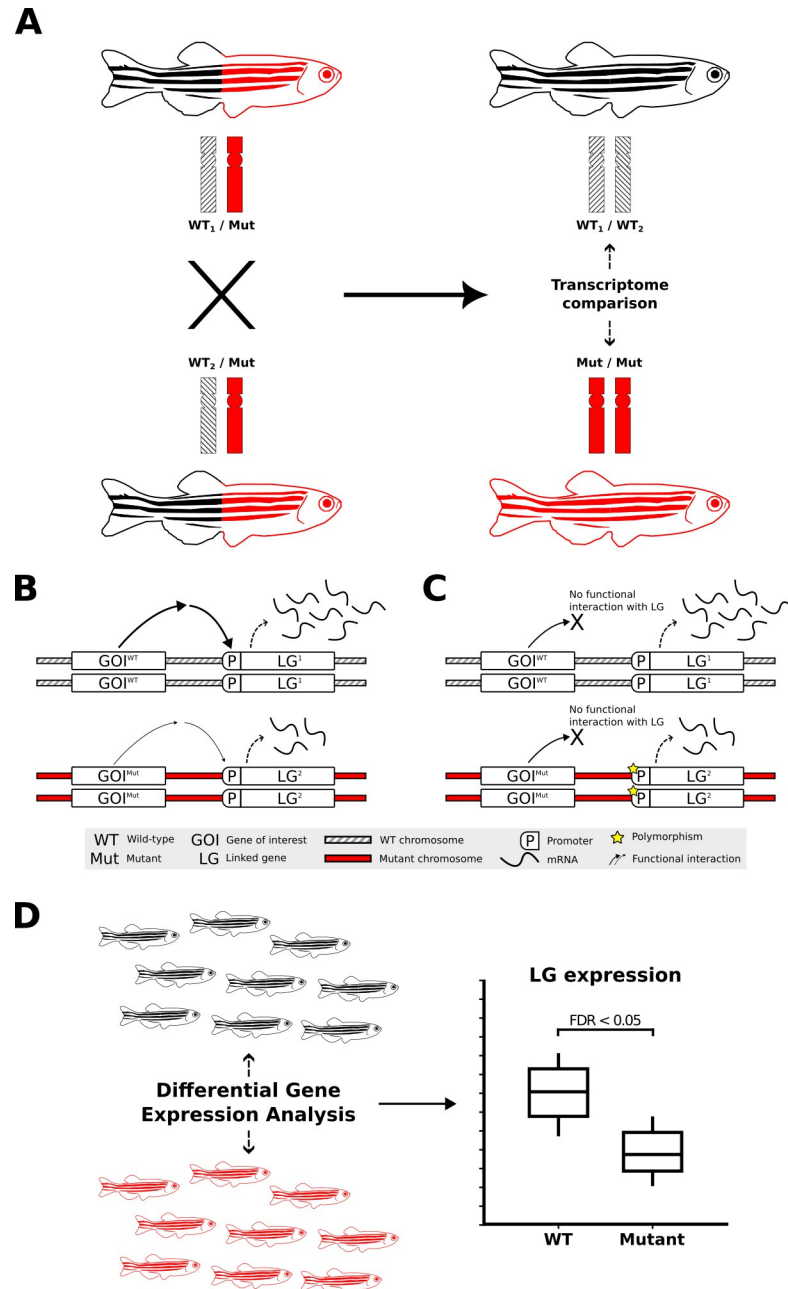 A
WT₁ / Mut
WT₁ / WT₂
Transcriptome
comparison
WT₂ / Mut
Mut / Mut
B
GOIᵂᵀ
P
LG¹
GOIᵂᵀ
P
LG¹
GOIᴹᵘᵗ
P
LG²
GOIᴹᵘᵗ
P
LG²
C
No functional
interaction with LG
X
GOIᵂᵀ
P
LG¹
GOIᵂᵀ
P
LG¹
No functional
interaction with LG
X
GOIᴹᵘᵗ
P
LG²
GOIᴹᵘᵗ
P
LG²
WT Wild-type
GOI Gene of interest
WT chromosome
P Promoter
Polymorphism
Mut Mutant
LG Linked gene
Mutant chromosome
mRNA
Functional interaction
D
Differential Gene
Expression Analysis
LG expression
FDR < 0.05
WT
Mutant